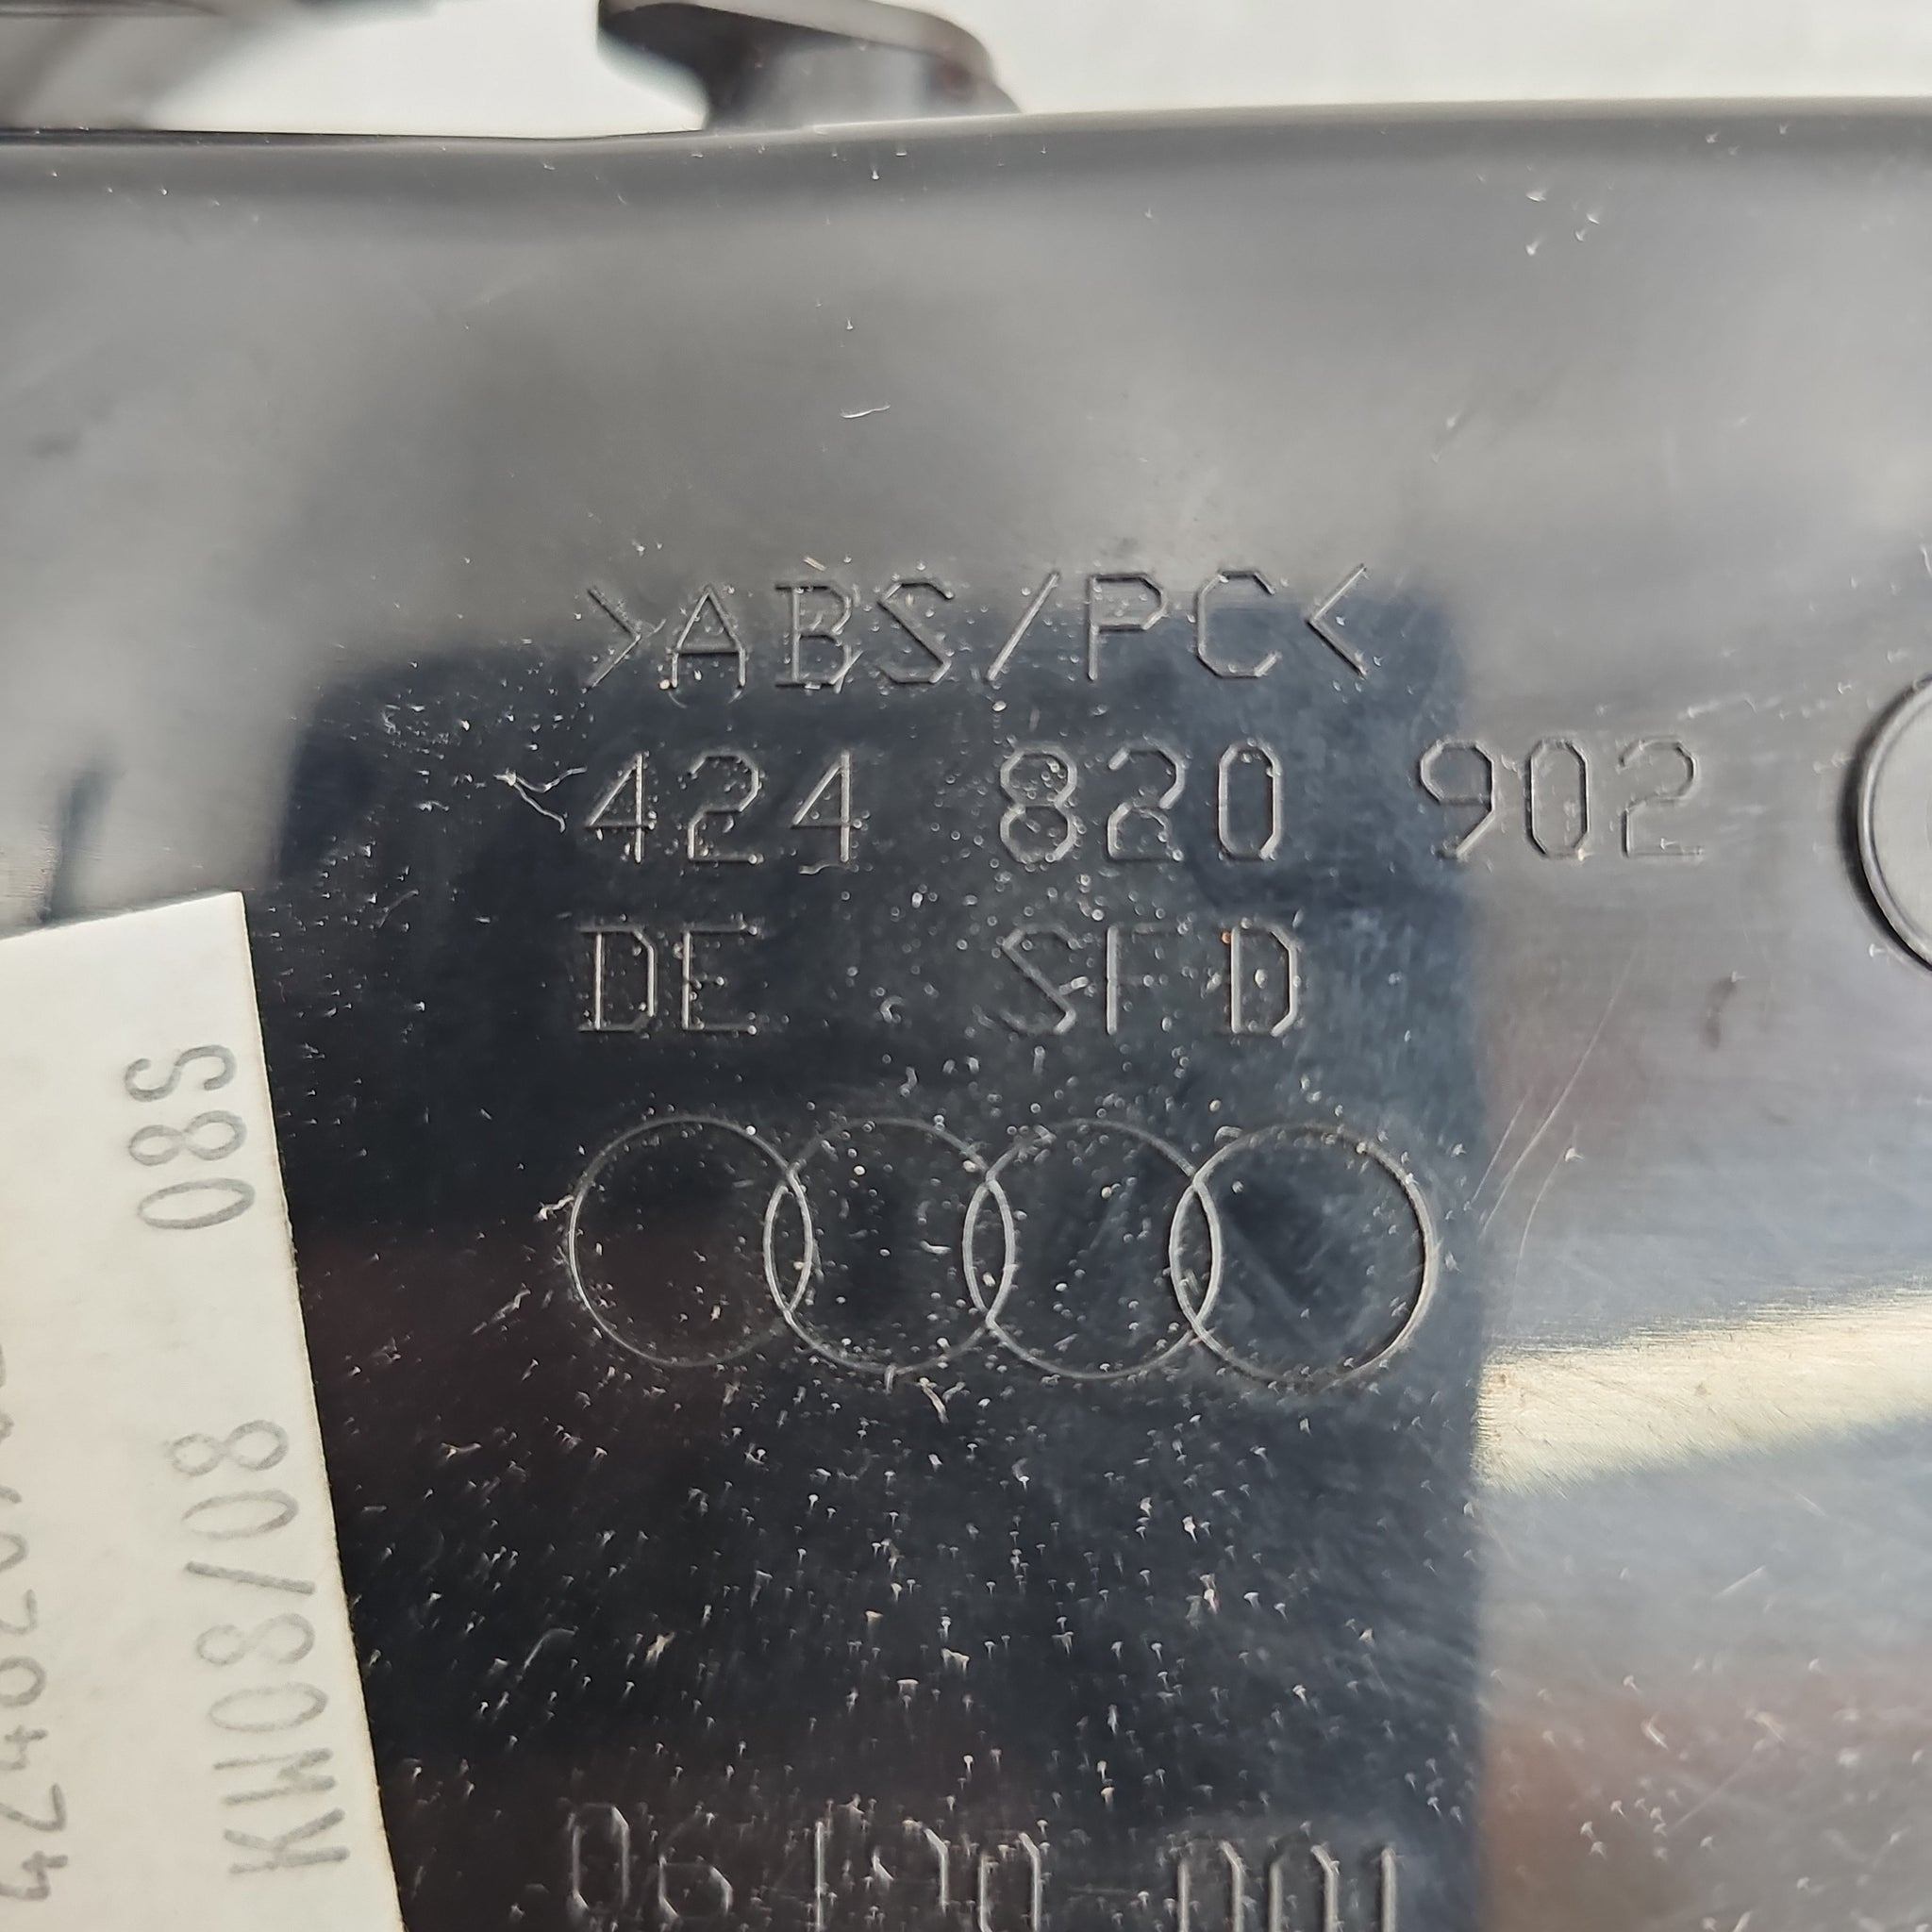 >ABS/PC<
424 820 902
DE SFD
08S
KW08/08